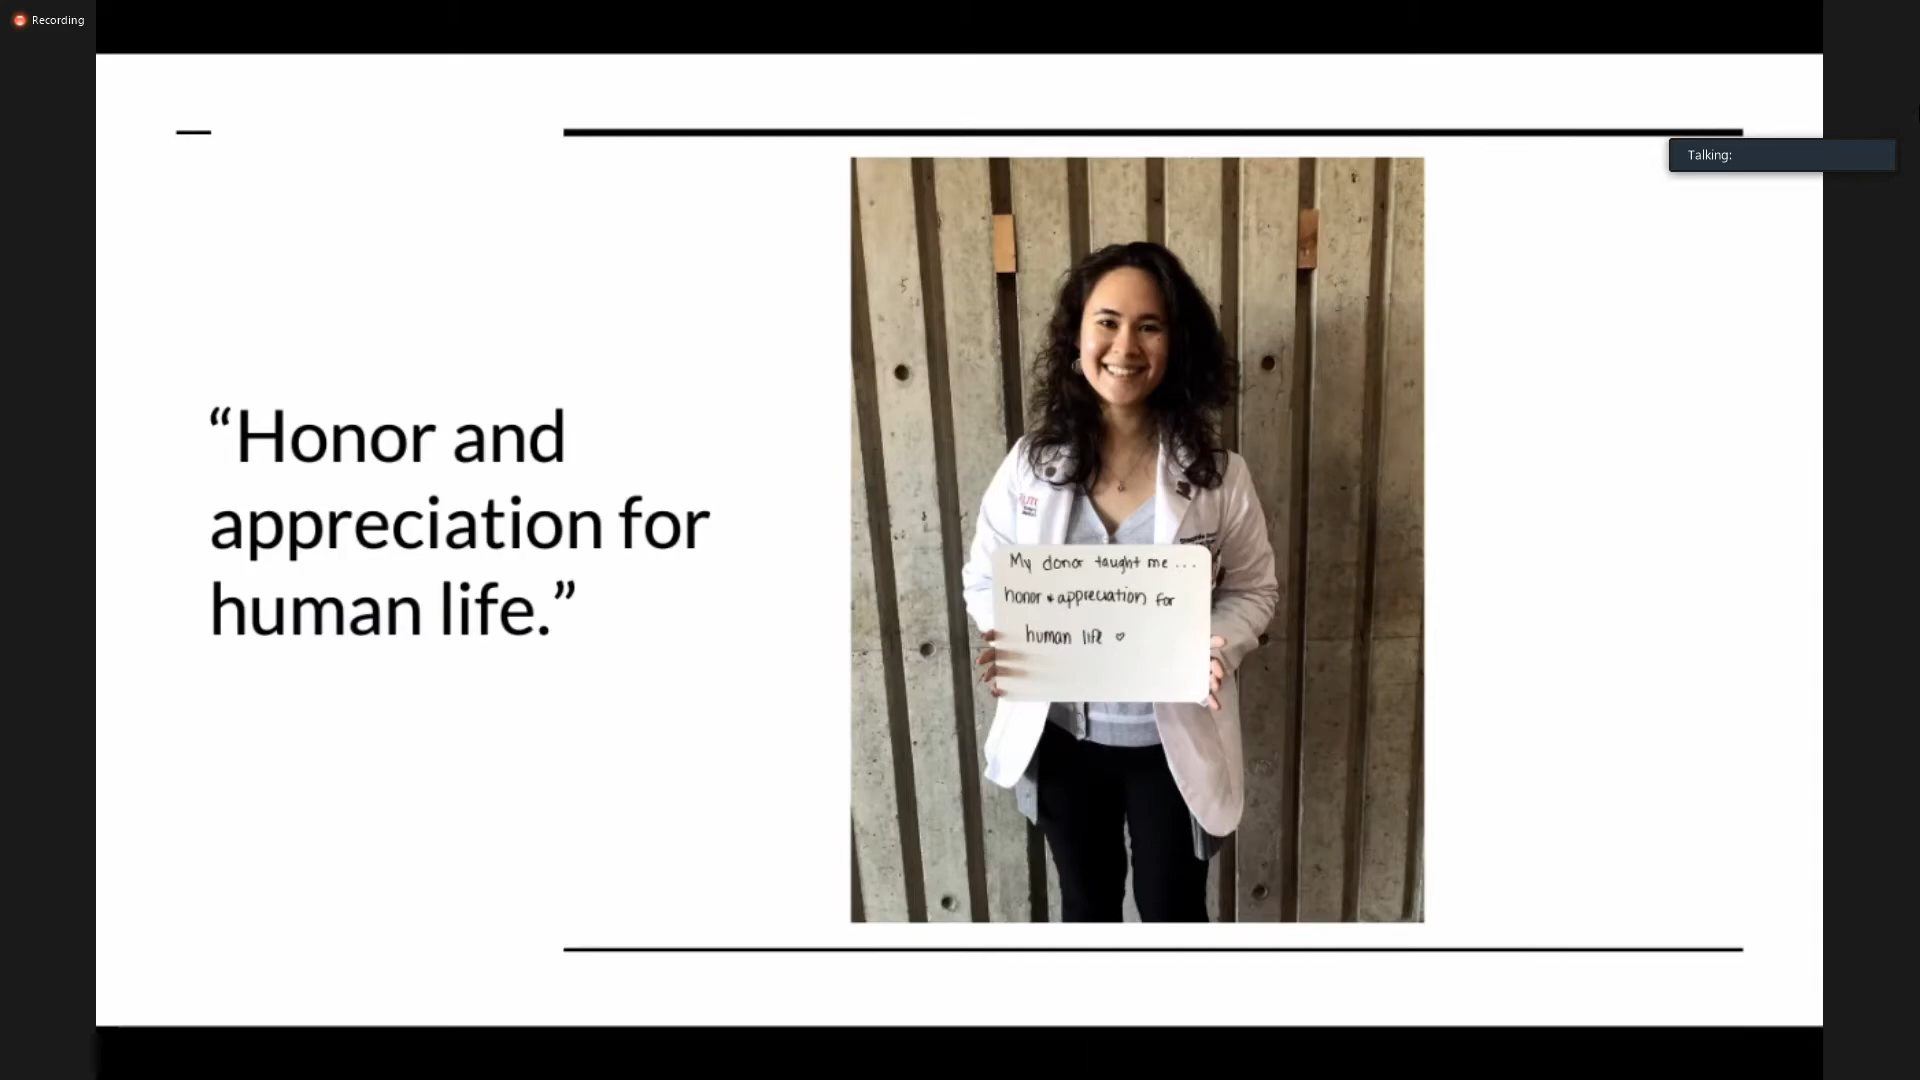 Recording
Talking:
“Honor and
appreciation for
human life.”
My donor taught me ...
honor & appreciation for
human life ♡